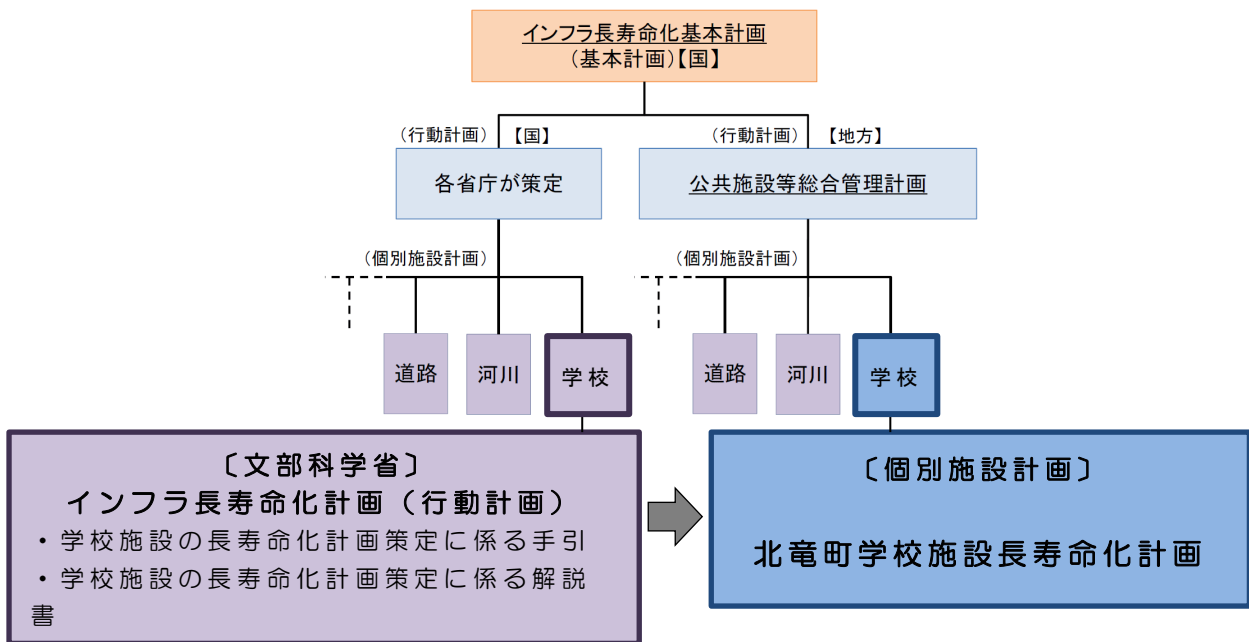 インフラ長寿命化基本計画
(基本計画)【国】
(行動計画) 【国】
(行動計画) 【地方】
各省庁が策定
公共施設等総合管理計画
(個別施設計画)
(個別施設計画)
道路
河川
学校
道路
河川
学校
〔文部科学省〕
インフラ長寿命化計画（行動計画）
・学校施設の長寿命化計画策定に係る手引
・学校施設の長寿命化計画策定に係る解説
書
〔個別施設計画〕
北竜町学校施設長寿命化計画